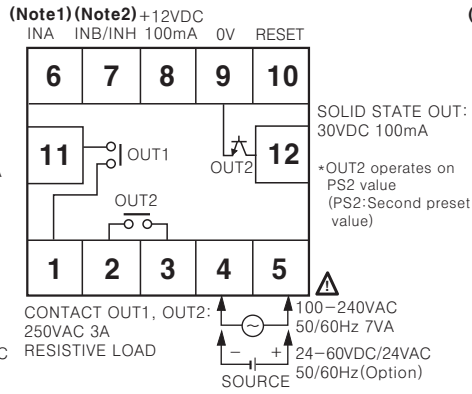 (Note1) (Note2) +12VDC
INA INB/INH 100mA 0V RESET
6 7 8 9 10
SOLID STATE OUT:
30VDC 100mA
11 OUT1 OUT2 12
*OUT2 operates on
PS2 value
(PS2:Second preset
value)
OUT2
1 2 3 4 5
CONTACT OUT1, OUT2:
250VAC 3A
RESISTIVE LOAD
100-240VAC
50/60Hz 7VA
- +
24-60VDC/24VAC
50/60Hz(Option)
SOURCE